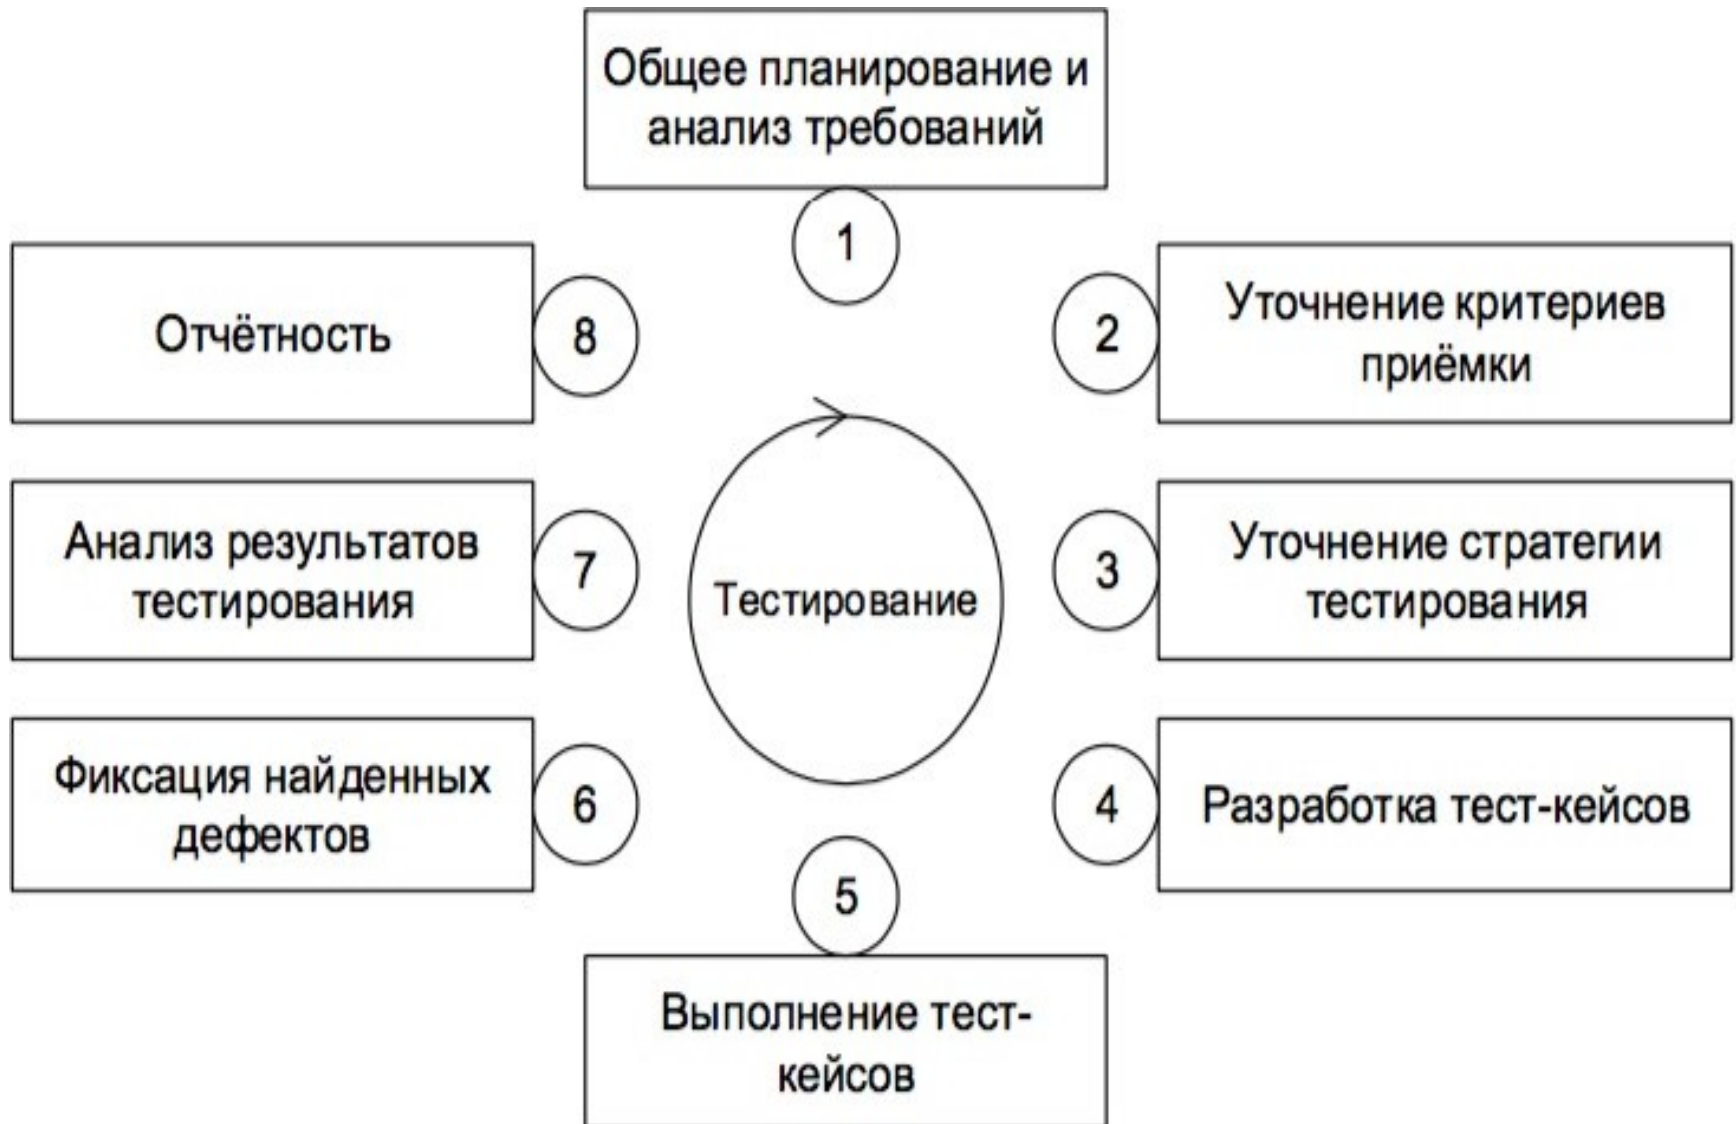 Общее планирование и
анализ требований
1
2
Уточнение критериев
приёмки
3
Уточнение стратегии
тестирования
4
Разработка тест-кейсов
5
Выполнение тест-
кейсов
6
Фиксация найденных
дефектов
7
Анализ результатов
тестирования
8
Отчётность
Тестирование